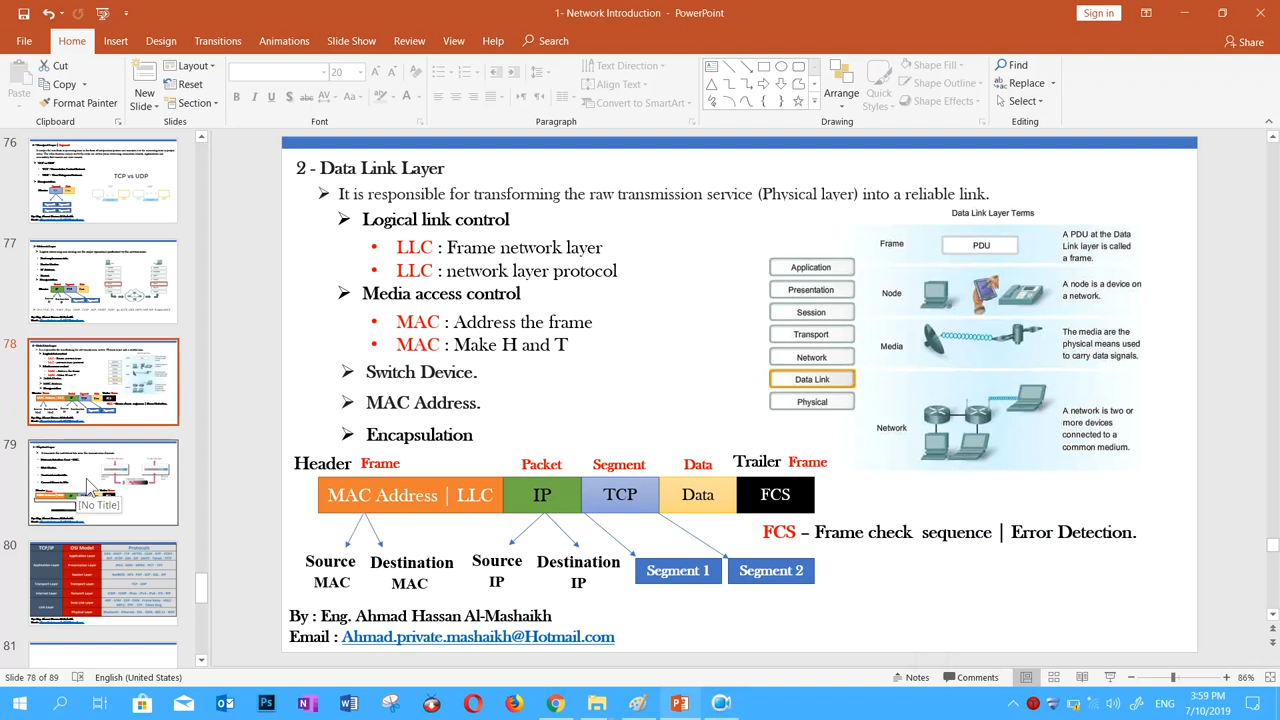 1- Network Introduction - PowerPoint
Sign in
File Home Insert Design Transitions Animations Slide Show Review View Help Search Share
Paste
Cut
Copy
Format Painter
Clipboard
New Slide
Layout
Reset
Section
Slides
20
Font
Text Direction
Align Text
Convert to SmartArt
Paragraph
Arrange
Quick Styles
Shape Fill
Shape Outline
Shape Effects
Drawing
Find
Replace
Select
Editing
76
TCP vs UDP
77
78
79
[No Title]
80
TCP/IP OSI Model Protocols
81
2 - Data Link Layer
It is responsible for transforming the raw transmission service (Physical layer) into a reliable link.
Logical link control
LLC : Frame network layer
LLC : network layer protocol
Media access control
MAC : Address the frame
MAC : Make H and T
Switch Device.
MAC Address.
Encapsulation
Application
Presentation
Session
Transport
Network
Data Link
Physical
Data Link Layer Terms
Frame
PDU
A PDU at the Data
Link layer is called
a frame.
Node
A node is a device on
a network.
Media
The media are the
physical means used
to carry data signals.
Network
A network is two or
more devices
connected to a
common medium.
Header Frame Packet Segment Data Trailer Frame
MAC Address | LLC IP TCP Data FCS
FCS – Frame check sequence | Error Detection.
Source MAC
Destination MAC
Source IP
Destination IP
Segment 1
Segment 2
By : Eng. Ahmad Hassan Al-Mashaikh
Email : Ahmad.private.mashaikh@Hotmail.com
Slide 78 of 89 English (United States) Notes Comments 86%
ENG
3:59 PM
7/10/2019